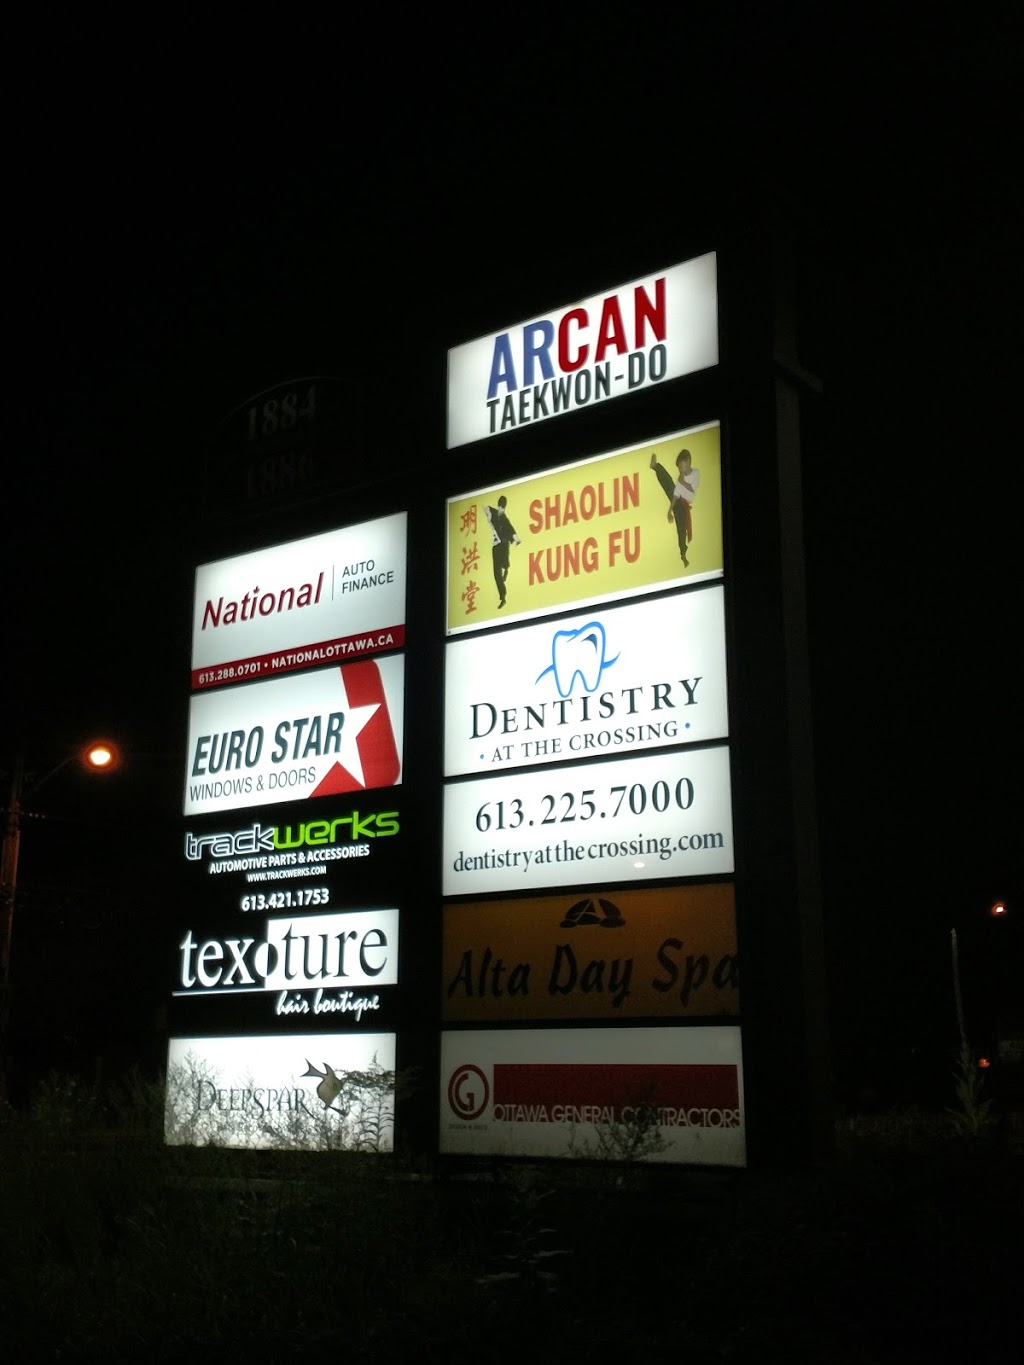 1884
1886
National
AUTO
FINANCE
613.288.0701 • NATIONALOTTAWA.CA
EURO STAR
WINDOWS & DOORS
trackwerks
AUTOMOTIVE PARTS & ACCESSORIES
WWW.TRACKWERKS.COM
613.421.1753
texture
hair boutique
DEEPSPAR
ARCAN
TAEKWON-DO
明洪堂
SHAOLIN
KUNG FU
DENTISTRY
• AT THE CROSSING •
613.225.7000
dentistryatthecrossing.com
Alta Day Spa
G
OTTAWA GENERAL CONTRACTORS